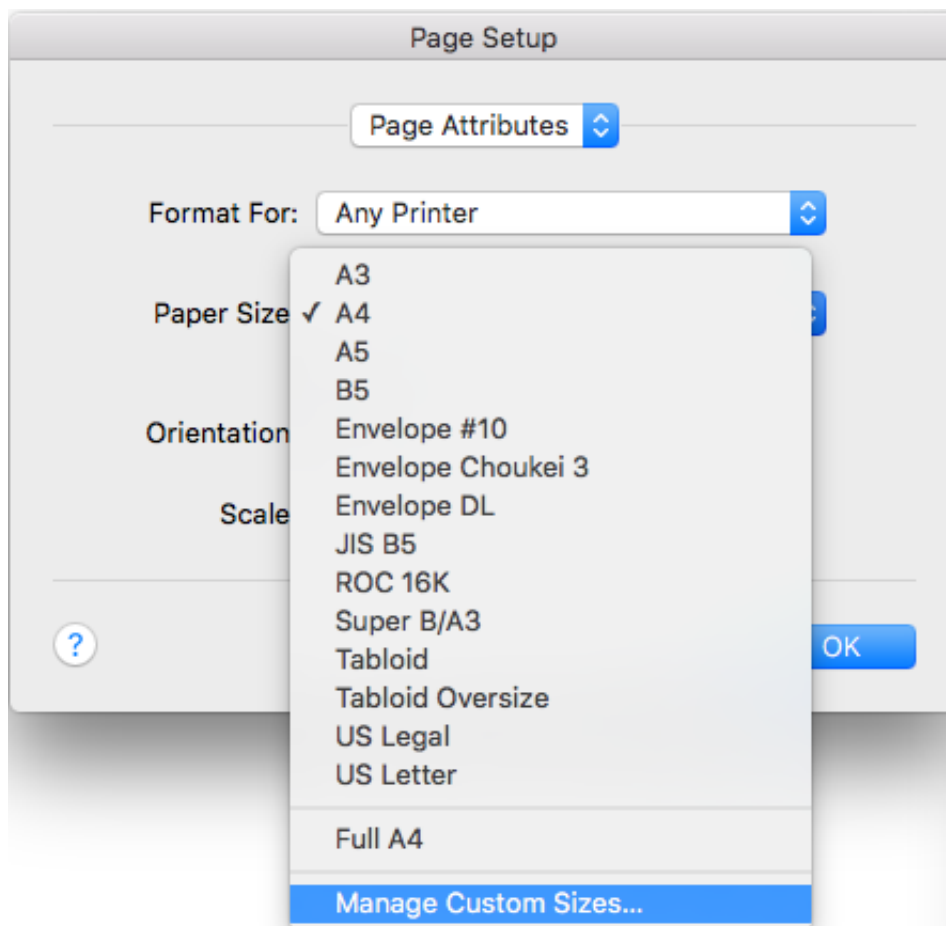 Page Setup
Page Attributes
Format For: Any Printer
A3
Paper Size ✓ A4
A5
B5
Orientation
Envelope #10
Envelope Choukei 3
Envelope DL
Scale
JIS B5
ROC 16K
Super B/A3
? OK
Tabloid
Tabloid Oversize
US Legal
US Letter
Full A4
Manage Custom Sizes...